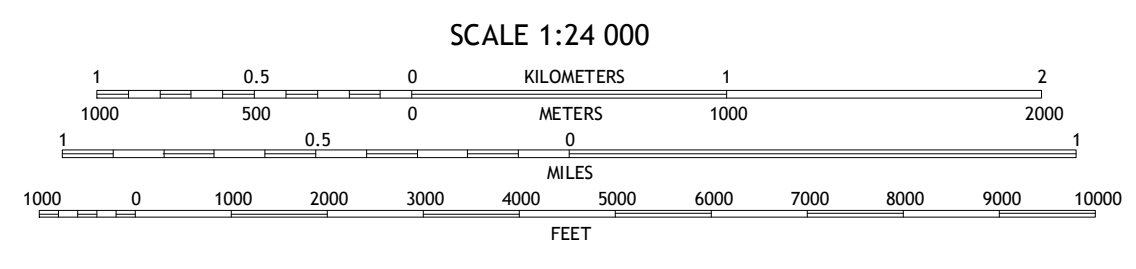 SCALE 1:24 000
1 0.5 0 KILOMETERS 1 2
1000 500 0 METERS 1000 2000
1 0.5 0 1
MILES
1000 0 1000 2000 3000 4000 5000 6000 7000 8000 9000 10000
FEET